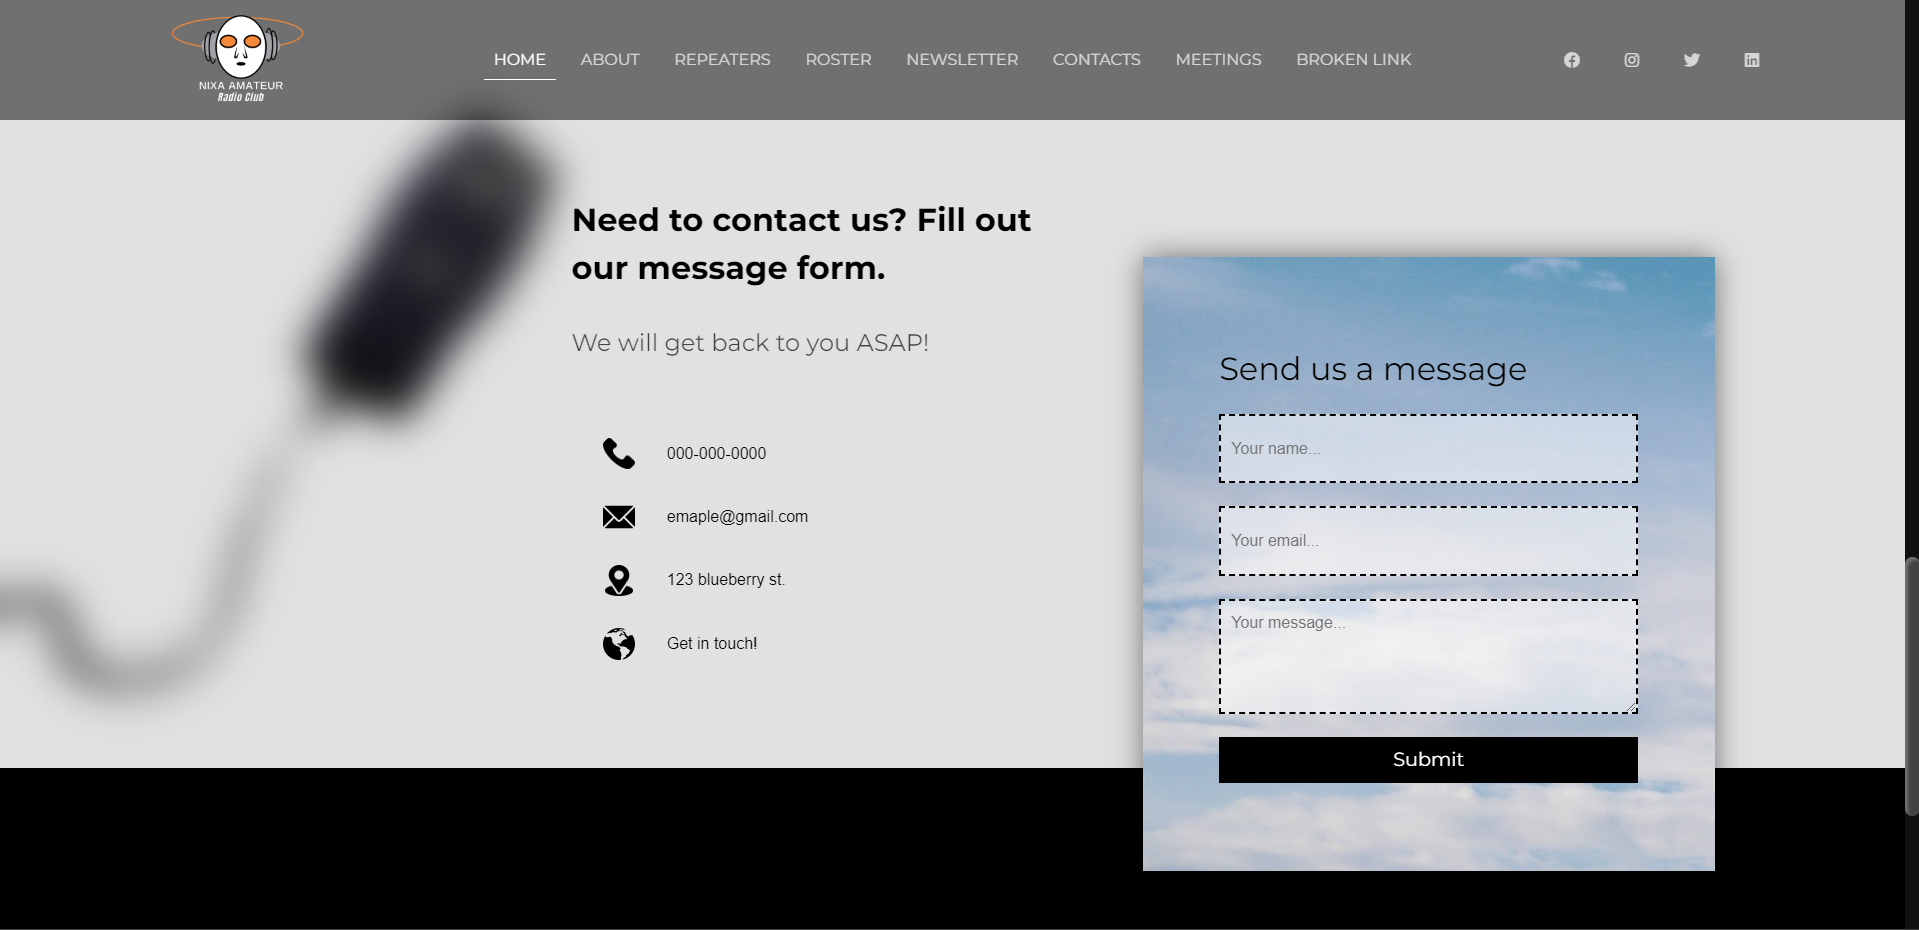 NIXA AMATEUR
Radio Club
HOME ABOUT REPEATERS ROSTER NEWSLETTER CONTACTS MEETINGS BROKEN LINK
Need to contact us? Fill out
our message form.
We will get back to you ASAP!
000-000-0000
emaple@gmail.com
123 blueberry st.
Get in touch!
Send us a message
Your name...
Your email...
Your message...
Submit